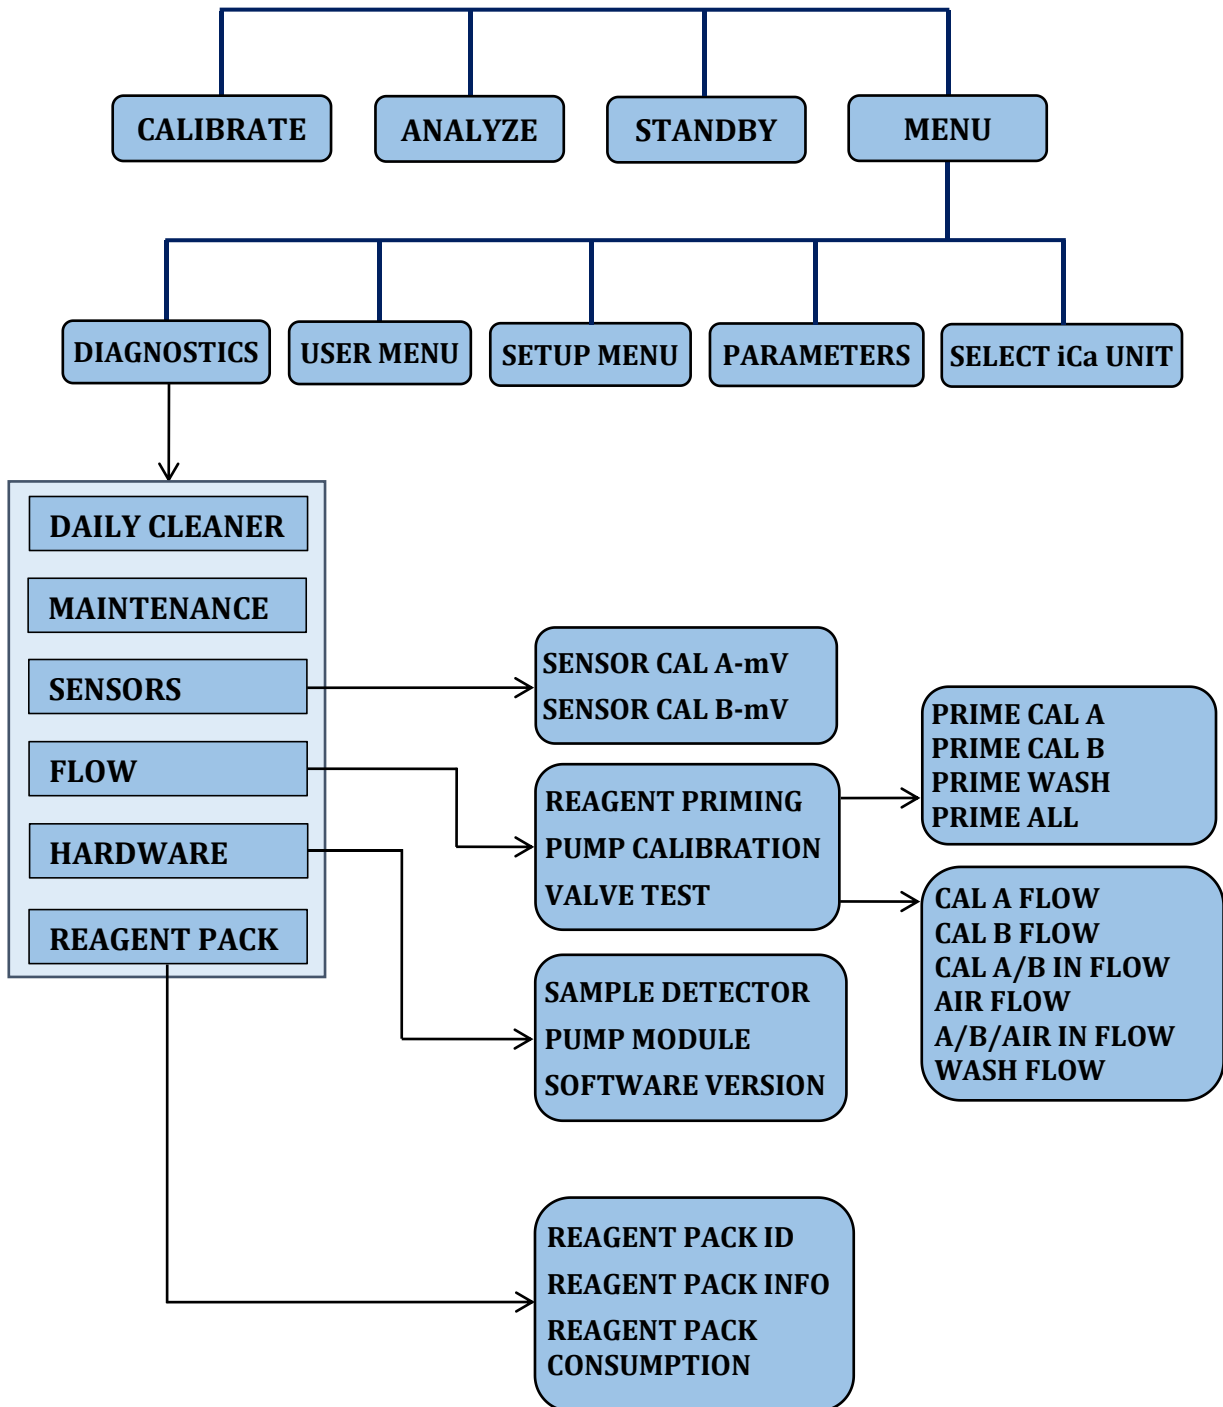 CALIBRATE
ANALYZE
STANDBY
MENU
DIAGNOSTICS
USER MENU
SETUP MENU
PARAMETERS
SELECT iCa UNIT
DAILY CLEANER
MAINTENANCE
SENSORS
FLOW
HARDWARE
REAGENT PACK
SENSOR CAL A-mV
SENSOR CAL B-mV
REAGENT PRIMING
PUMP CALIBRATION
VALVE TEST
PRIME CAL A
PRIME CAL B
PRIME WASH
PRIME ALL
CAL A FLOW
CAL B FLOW
CAL A/B IN FLOW
AIR FLOW
A/B/AIR IN FLOW
WASH FLOW
SAMPLE DETECTOR
PUMP MODULE
SOFTWARE VERSION
REAGENT PACK ID
REAGENT PACK INFO
REAGENT PACK
CONSUMPTION